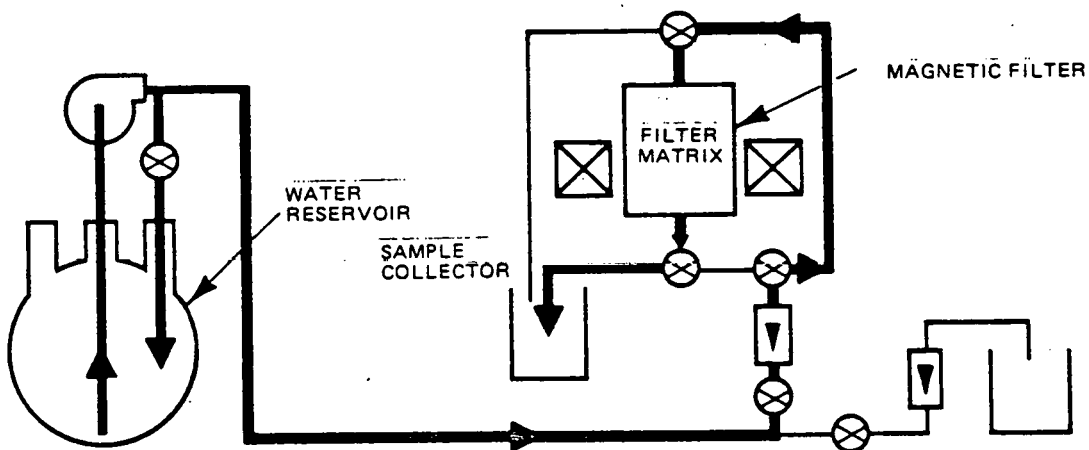 MAGNETIC FILTER
FILTER
MATRIX
WATER
RESERVOIR
SAMPLE
COLLECTOR